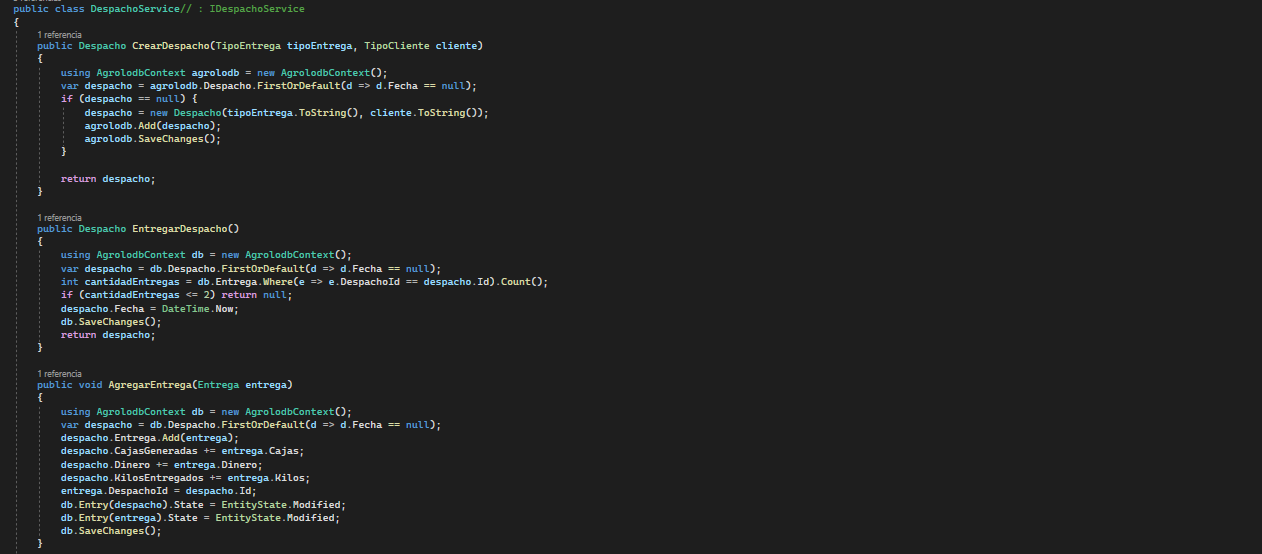 public class DespachoService// : IDespachoService
{
1 referencia
public Despacho CrearDespacho(TipoEntrega tipoEntrega, TipoCliente cliente)
{
using AgrolodbContext agrolodb = new AgrolodbContext();
var despacho = agrolodb.Despacho.FirstOrDefault(d => d.Fecha == null);
if (despacho == null) {
despacho = new Despacho(tipoEntrega.ToString(), cliente.ToString());
agrolodb.Add(despacho);
agrolodb.SaveChanges();
}
return despacho;
}
1 referencia
public Despacho EntregarDespacho()
{
using AgrolodbContext db = new AgrolodbContext();
var despacho = db.Despacho.FirstOrDefault(d => d.Fecha == null);
int cantidadEntregas = db.Entrega.Where(e => e.DespachoId == despacho.Id).Count();
if (cantidadEntregas <= 2) return null;
despacho.Fecha = DateTime.Now;
db.SaveChanges();
return despacho;
}
1 referencia
public void AgregarEntrega(Entrega entrega)
{
using AgrolodbContext db = new AgrolodbContext();
var despacho = db.Despacho.FirstOrDefault(d => d.Fecha == null);
despacho.Entrega.Add(entrega);
despacho.CajasGeneradas += entrega.Cajas;
despacho.Dinero += entrega.Dinero;
despacho.KilosEntregados += entrega.Kilos;
entrega.DespachoId = despacho.Id;
db.Entry(despacho).State = EntityState.Modified;
db.Entry(entrega).State = EntityState.Modified;
db.SaveChanges();
}